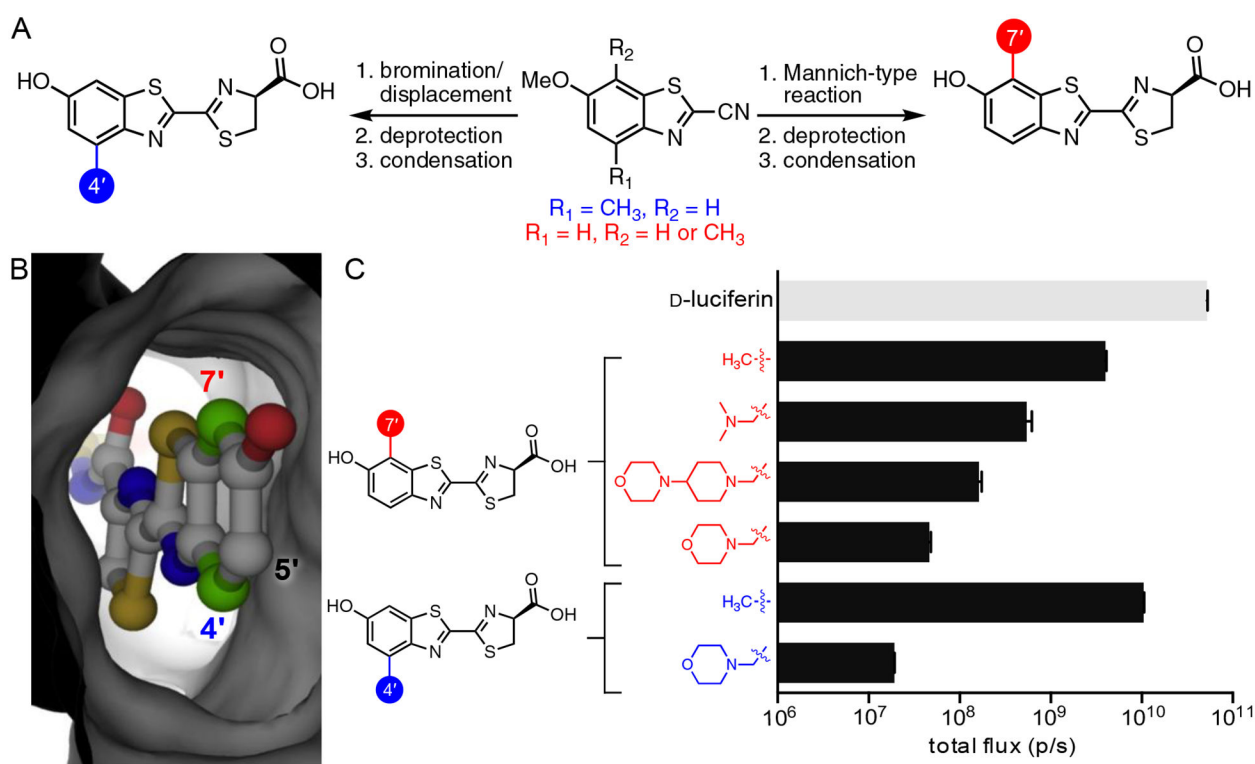 A
HO
S
N
N
S
O
OH
4′
1. bromination/
displacement
2. deprotection
3. condensation
R2
MeO
S
N
CN
R1
R1 = CH3, R2 = H
R1 = H, R2 = H or CH3
1. Mannich-type
reaction
2. deprotection
3. condensation
7′
HO
S
N
N
S
O
OH
B
7'
5'
4'
C
7′
HO
S
N
N
S
O
OH
HO
S
N
N
S
O
OH
4′
D-luciferin
H3C
N
O N N
O N
H3C
O N
10^6 10^7 10^8 10^9 10^10 10^11
total flux (p/s)